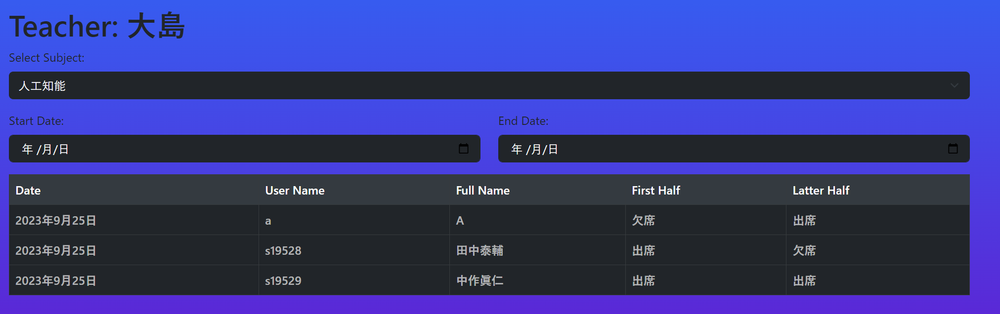 Teacher: 大島
Select Subject:
人工知能
Start Date: End Date:
年 /月/日 年 /月/日
Date User Name Full Name First Half Latter Half
2023年9月25日 a A 欠席 出席
2023年9月25日 s19528 田中泰輔 出席 欠席
2023年9月25日 s19529 中作眞仁 出席 出席